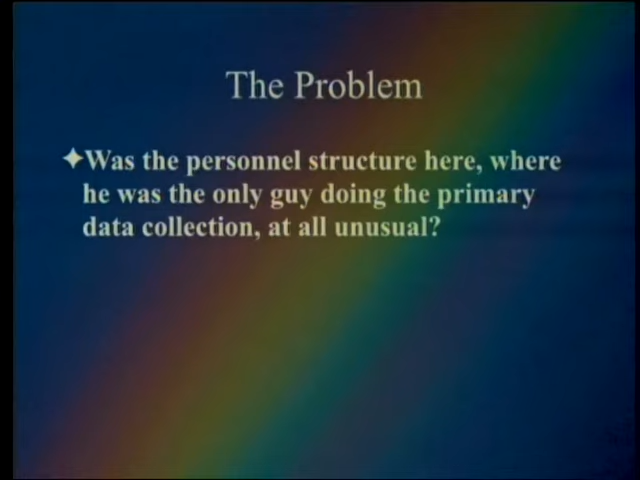 The Problem
✦Was the personnel structure here, where
he was the only guy doing the primary
data collection, at all unusual?